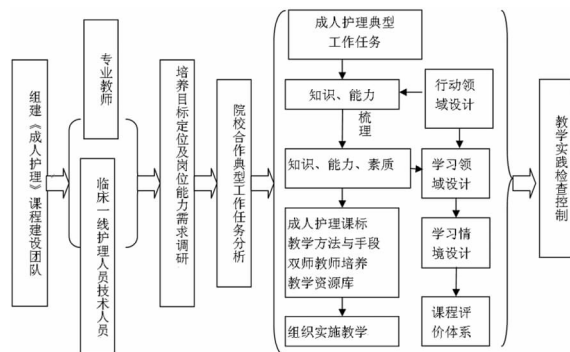 组建《成人护理》课程建设团队
专业教师
临床一线护理人员技术人员
培养目标定位及岗位能力需求调研
院校合作典型工作任务分析
成人护理典型
工作任务
知识、能力
梳理
知识、能力、素质
成人护理课标
教学方法与手段
双师教师培养
教学资源库
组织实施教学
行动领
域设计
学习领
域设计
学习情
境设计
课程评
价体系
教学实践检查控制